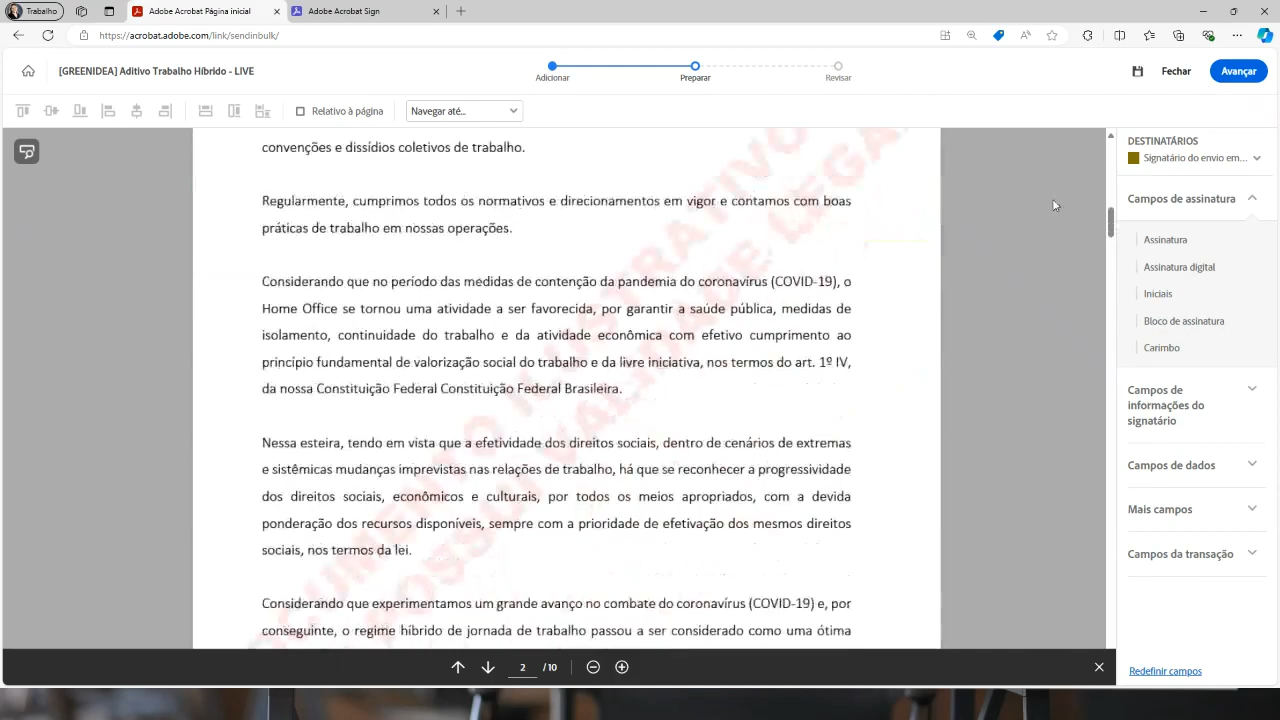 Trabalho
Adobe Acrobat Página inicial
Adobe Acrobat Sign
https://acrobat.adobe.com/link/sendinbulk/
[GREENIDEA] Aditivo Trabalho Híbrido - LIVE
Adicionar
Preparar
Revisar
Fechar
Avançar
Relativo à página
Navegar até...
convenções e dissídios coletivos de trabalho.
Regularmente, cumprimos todos os normativos e direcionamentos em vigor e contamos com boas
práticas de trabalho em nossas operações.
Considerando que no período das medidas de contenção da pandemia do coronavírus (COVID-19), o
Home Office se tornou uma atividade a ser favorecida, por garantir a saúde pública, medidas de
isolamento, continuidade do trabalho e da atividade econômica com efetivo cumprimento ao
princípio fundamental de valorização social do trabalho e da livre iniciativa, nos termos do art. 1º IV,
da nossa Constituição Federal Constituição Federal Brasileira.
Nessa esteira, tendo em vista que a efetividade dos direitos sociais, dentro de cenários de extremas
e sistêmicas mudanças imprevistas nas relações de trabalho, há que se reconhecer a progressividade
dos direitos sociais, econômicos e culturais, por todos os meios apropriados, com a devida
ponderação dos recursos disponíveis, sempre com a prioridade de efetivação dos mesmos direitos
sociais, nos termos da lei.
Considerando que experimentamos um grande avanço no combate do coronavírus (COVID-19) e, por
conseguinte, o regime híbrido de jornada de trabalho passou a ser considerado como uma ótima
DOCUMENTO ILUSTRATIVO
POSSUI VALIDADE LEGAL
2 /10
DESTINATÁRIOS
Signatário do envio em...
Campos de assinatura
Assinatura
Assinatura digital
Iniciais
Bloco de assinatura
Carimbo
Campos de
informações do
signatário
Campos de dados
Mais campos
Campos da transação
Redefinir campos